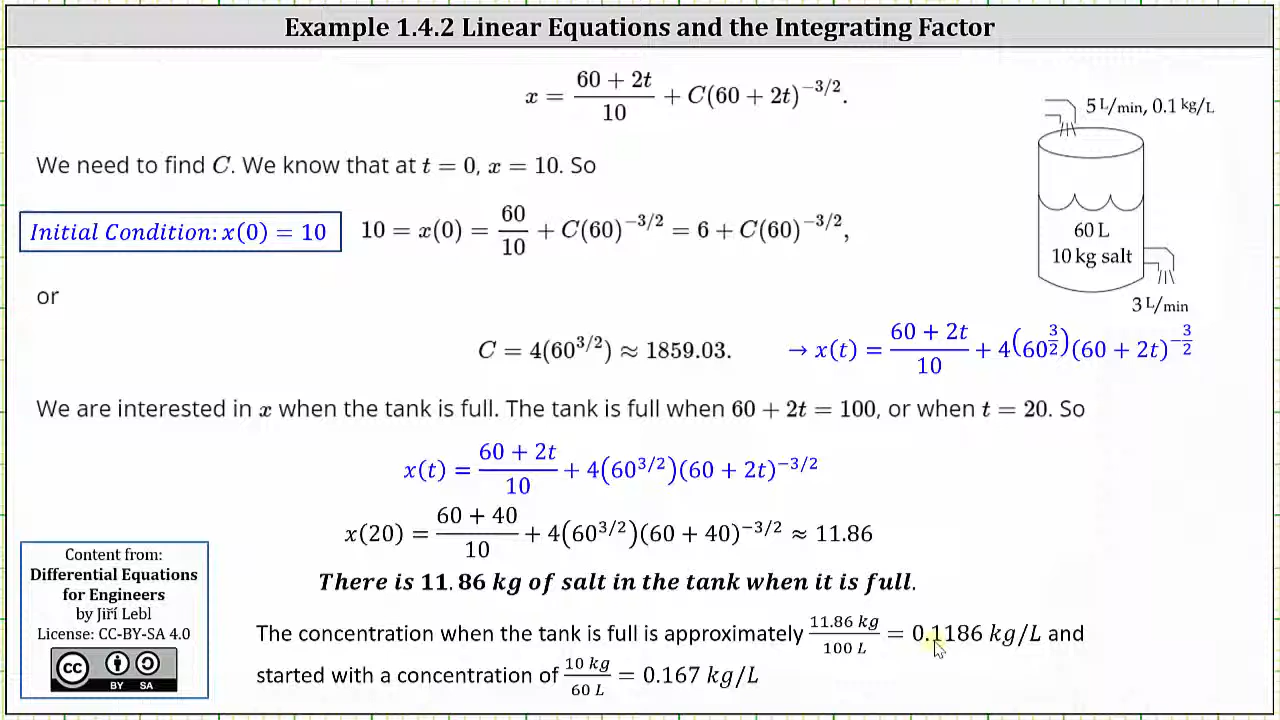 Example 1.4.2 Linear Equations and the Integrating Factor
x = (60 + 2t)/10 + C(60 + 2t)^(−3/2).
5 L/min, 0.1 kg/L
We need to find C. We know that at t = 0, x = 10. So
Initial Condition: x(0) = 10
10 = x(0) = 60/10 + C(60)^(−3/2) = 6 + C(60)^(−3/2),
60 L
10 kg salt
3 L/min
or
C = 4(60^(3/2)) ≈ 1859.03.
→ x(t) = (60 + 2t)/10 + 4(60^(3/2))(60 + 2t)^(−3/2)
We are interested in x when the tank is full. The tank is full when 60 + 2t = 100, or when t = 20. So
x(t) = (60 + 2t)/10 + 4(60^(3/2))(60 + 2t)^(−3/2)
x(20) = (60 + 40)/10 + 4(60^(3/2))(60 + 40)^(−3/2) ≈ 11.86
There is 11.86 kg of salt in the tank when it is full.
The concentration when the tank is full is approximately 11.86 kg/100 L = 0.1186 kg/L and
started with a concentration of 10 kg/60 L = 0.167 kg/L
Content from:
Differential Equations
for Engineers
by Jiří Lebl
License: CC-BY-SA 4.0
cc
BY SA